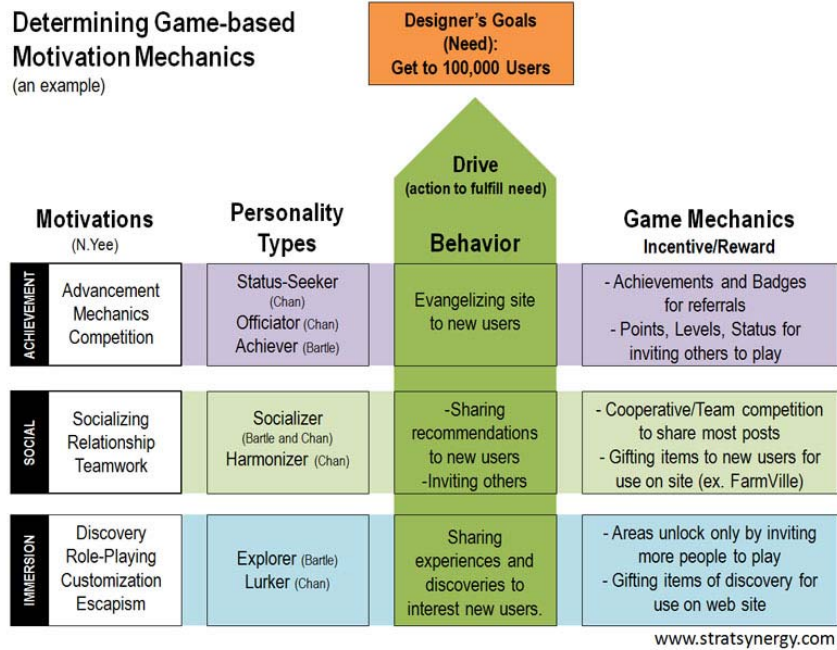 Determining Game-based
Motivation Mechanics
(an example)
Designer's Goals
(Need):
Get to 100,000 Users
Drive
(action to fulfill need)
Motivations
(N.Yee)
Personality
Types
Behavior
Game Mechanics
Incentive/Reward
ACHIEVEMENT
Advancement
Mechanics
Competition
Status-Seeker
(Chan)
Officiator (Chan)
Achiever (Bartle)
Evangelizing site
to new users
- Achievements and Badges
for referrals
- Points, Levels, Status for
inviting others to play
SOCIAL
Socializing
Relationship
Teamwork
Socializer
(Bartle and Chan)
Harmonizer (Chan)
-Sharing
recommendations
to new users
-Inviting others
- Cooperative/Team competition
to share most posts
- Gifting items to new users for
use on site (ex. FarmVille)
IMMERSION
Discovery
Role-Playing
Customization
Escapism
Explorer (Bartle)
Lurker (Chan)
Sharing
experiences and
discoveries to
interest new users.
- Areas unlock only by inviting
more people to play
- Gifting items of discovery for
use on web site
www.stratsynergy.com